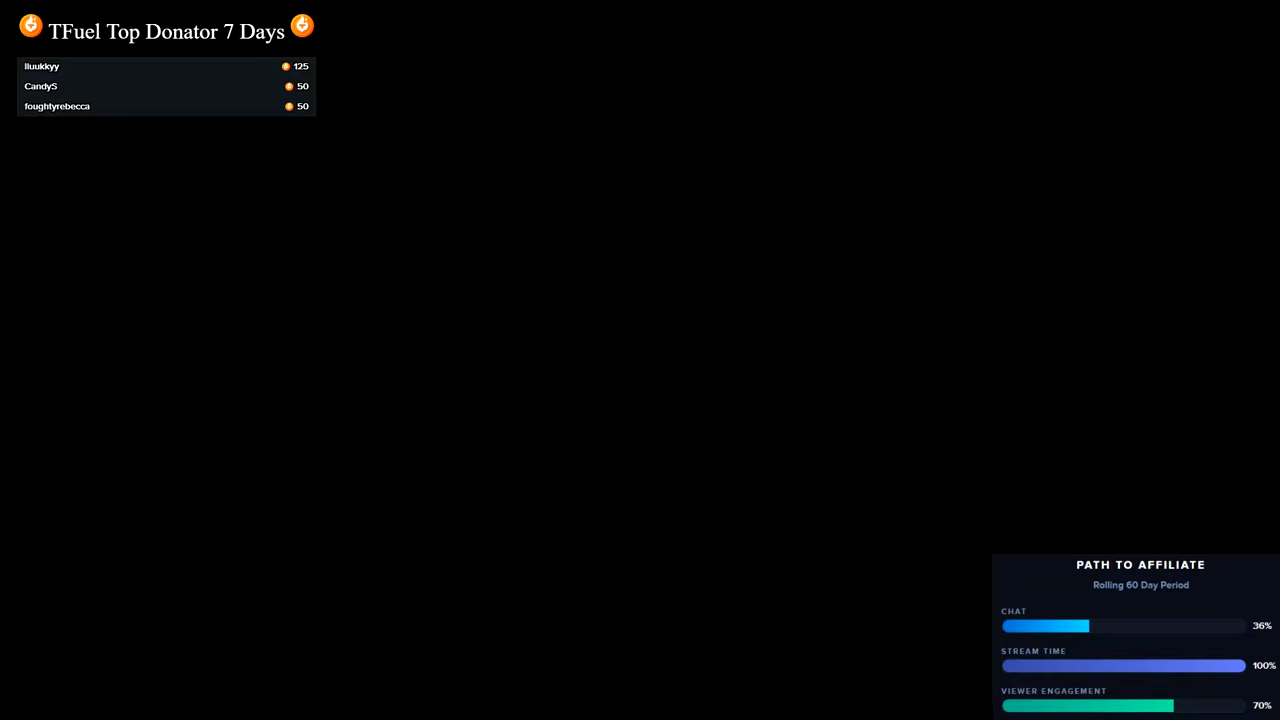 TFuel Top Donator 7 Days
lluukkyy 125
CandyS 50
foughtyrebecca 50
PATH TO AFFILIATE
Rolling 60 Day Period
CHAT
36%
STREAM TIME
100%
VIEWER ENGAGEMENT
70%